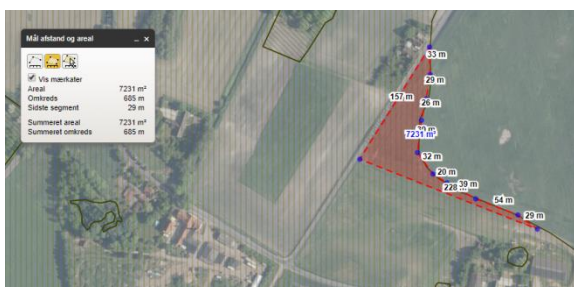 Mål afstand og areal
Vis mærkater
Areal 7231 m²
Omkreds 685 m
Sidste segment 29 m
Summeret areal 7231 m²
Summeret omkreds 685 m
33 m
29 m
157 m
26 m
7231 m²
32 m
20 m
39 m
228 m
54 m
29 m